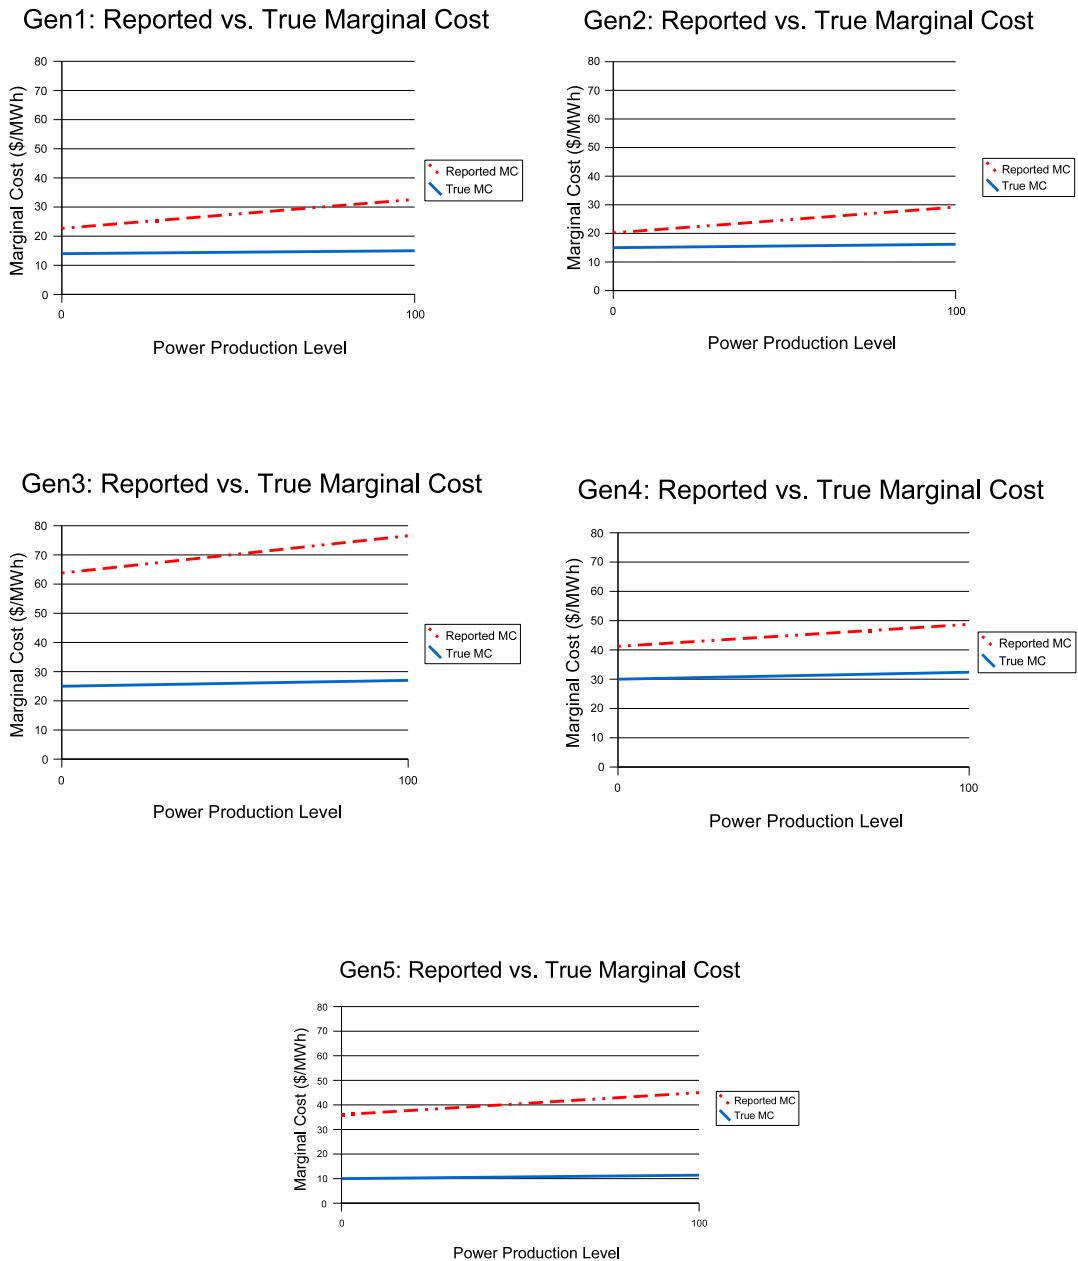 Gen1: Reported vs. True Marginal Cost
Marginal Cost ($/MWh)
80
70
60
50
40
30
20
10
0
0
100
Power Production Level
Reported MC
True MC
Gen2: Reported vs. True Marginal Cost
Marginal Cost ($/MWh)
80
70
60
50
40
30
20
10
0
0
100
Power Production Level
Reported MC
True MC
Gen3: Reported vs. True Marginal Cost
Marginal Cost ($/MWh)
80
70
60
50
40
30
20
10
0
0
100
Power Production Level
Reported MC
True MC
Gen4: Reported vs. True Marginal Cost
Marginal Cost ($/MWh)
80
70
60
50
40
30
20
10
0
0
100
Power Production Level
Reported MC
True MC
Gen5: Reported vs. True Marginal Cost
Marginal Cost ($/MWh)
80
70
60
50
40
30
20
10
0
0
100
Power Production Level
Reported MC
True MC